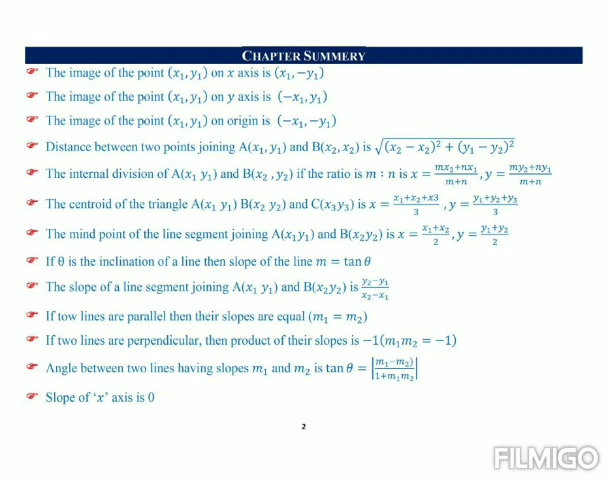 CHAPTER SUMMERY
☞ The image of the point (x₁, y₁) on x axis is (x₁, −y₁)
☞ The image of the point (x₁, y₁) on y axis is (−x₁, y₁)
☞ The image of the point (x₁, y₁) on origin is (−x₁, −y₁)
☞ Distance between two points joining A(x₁, y₁) and B(x₂, x₂) is √((x₂ − x₂)² + (y₁ − y₂)²)
☞ The internal division of A(x₁ y₁) and B(x₂ , y₂) if the ratio is m : n is x = (mx₂+nx₁)/(m+n) , y = (my₂+ny₁)/(m+n)
☞ The centroid of the triangle A(x₁ y₁) B(x₂ y₂) and C(x₃y₃) is x = (x₁+x₂+x3)/3 , y = (y₁+y₂+y₃)/3
☞ The mind point of the line segment joining A(x₁y₁) and B(x₂y₂) is x = (x₁+x₂)/2 , y = (y₁+y₂)/2
☞ If θ is the inclination of a line then slope of the line m = tan θ
☞ The slope of a line segment joining A(x₁ y₁) and B(x₂y₂) is (y₂−y₁)/(x₂−x₁)
☞ If tow lines are parallel then their slopes are equal (m₁ = m₂)
☞ If two lines are perpendicular, then product of their slopes is −1(m₁m₂ = −1)
☞ Angle between two lines having slopes m₁ and m₂ is tan θ = |m₁−m₂)/(1+m₁m₂)|
☞ Slope of ‘x’ axis is 0
2
FILMIGO